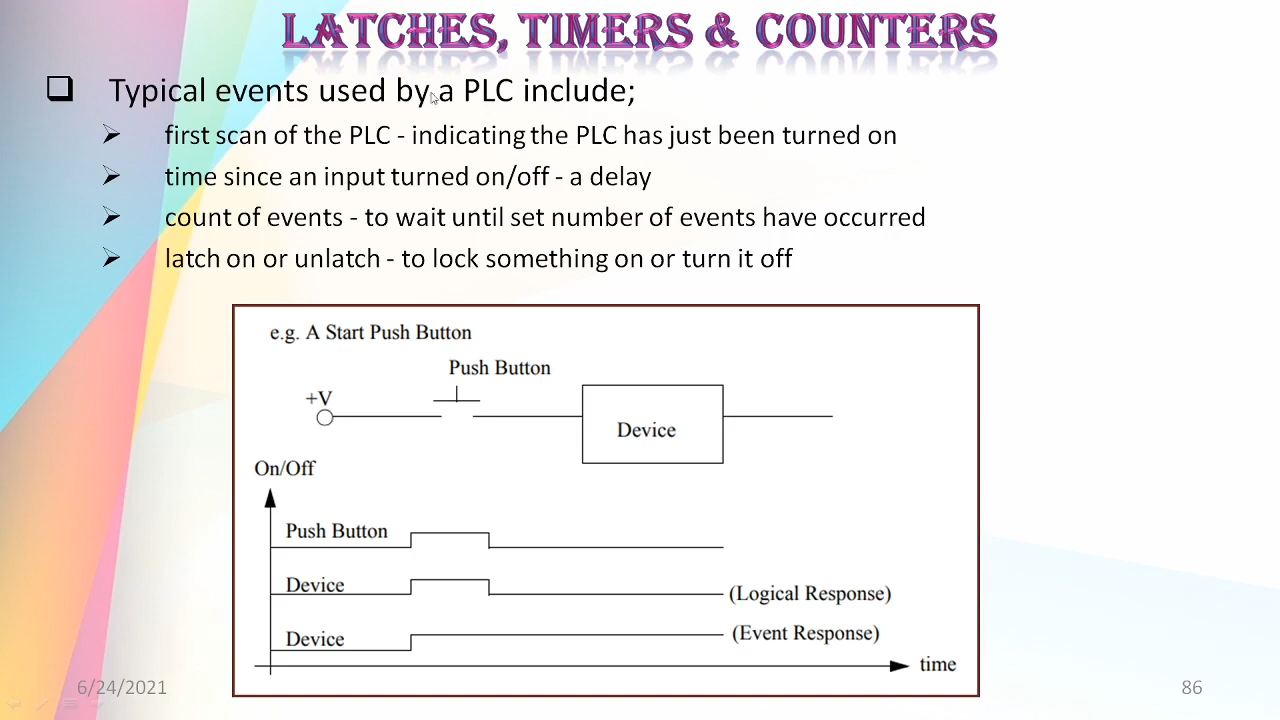 LATCHES, TIMERS & COUNTERS
Typical events used by a PLC include;
first scan of the PLC - indicating the PLC has just been turned on
time since an input turned on/off - a delay
count of events - to wait until set number of events have occurred
latch on or unlatch - to lock something on or turn it off
e.g. A Start Push Button
Push Button
+V
Device
On/Off
Push Button
Device
(Logical Response)
Device
(Event Response)
time
6/24/2021
86